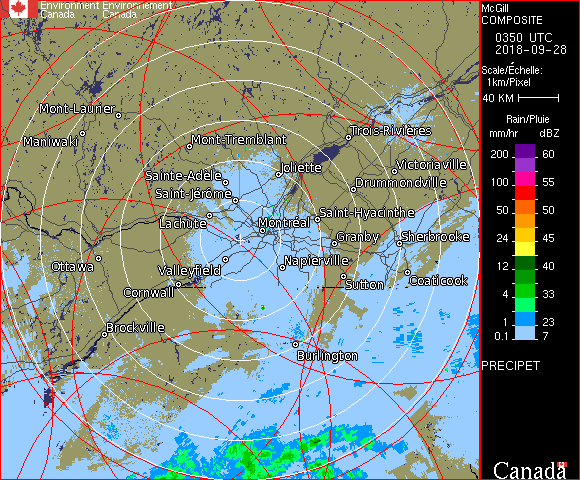 Environment Environnement
Canada Canada
McGill
COMPOSITE
0350 UTC
2018-09-28
Scale/Échelle:
1km/Pixel
40 KM
Rain/Pluie
mm/hr dBZ
200 60
150 57
100 55
50 50
24 45
12 40
4 33
2 23
0.1 7
PRECIPET
Canada
Mont-Laurier
Maniwaki
Mont-Tremblant
Trois-Rivières
Joliette
Victoriaville
Sainte-Adèle
Drummondville
Saint-Jérôme
Lachute
Montréal
Saint-Hyacinthe
Granby
Sherbrooke
Ottawa
Valleyfield
Napierville
Cornwall
Sutton
Coaticook
Brockville
Burlington